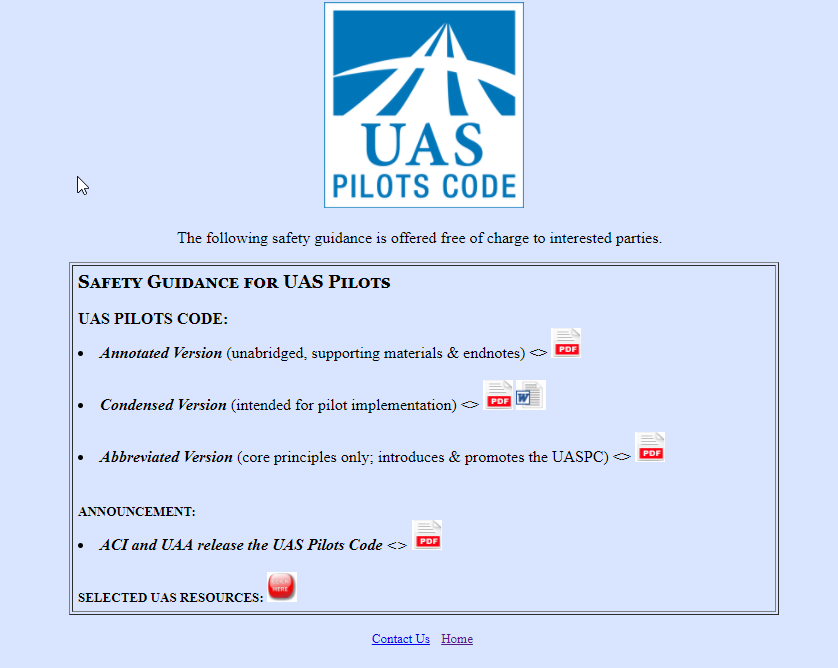 UAS
PILOTS CODE
The following safety guidance is offered free of charge to interested parties.
SAFETY GUIDANCE FOR UAS PILOTS
UAS PILOTS CODE:
• Annotated Version (unabridged, supporting materials & endnotes) <> PDF
• Condensed Version (intended for pilot implementation) <> PDF W
• Abbreviated Version (core principles only; introduces & promotes the UASPC) <> PDF
ANNOUNCEMENT:
• ACI and UAA release the UAS Pilots Code <> PDF
SELECTED UAS RESOURCES: HERE
Contact Us Home